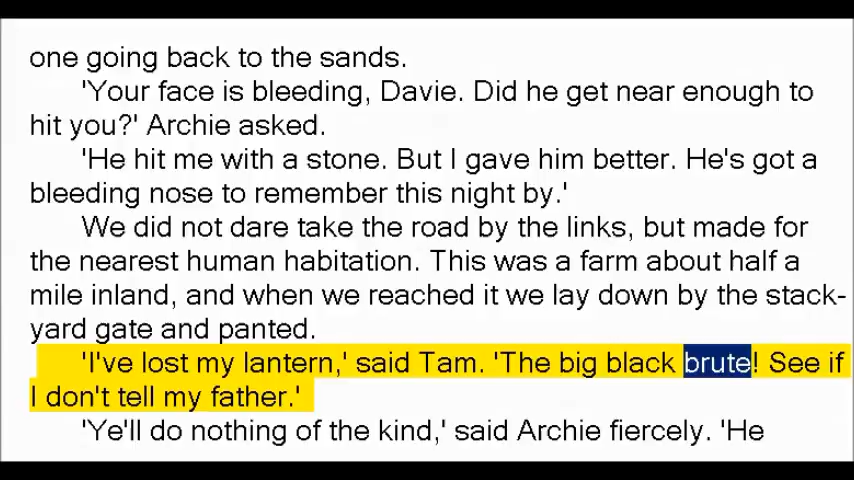 one going back to the sands.
'Your face is bleeding, Davie. Did he get near enough to
hit you?' Archie asked.
'He hit me with a stone. But I gave him better. He's got a
bleeding nose to remember this night by.'
We did not dare take the road by the links, but made for
the nearest human habitation. This was a farm about half a
mile inland, and when we reached it we lay down by the stack-
yard gate and panted.
'I've lost my lantern,' said Tam. 'The big black brute! See if
I don't tell my father.'
'Ye'll do nothing of the kind,' said Archie fiercely. 'He